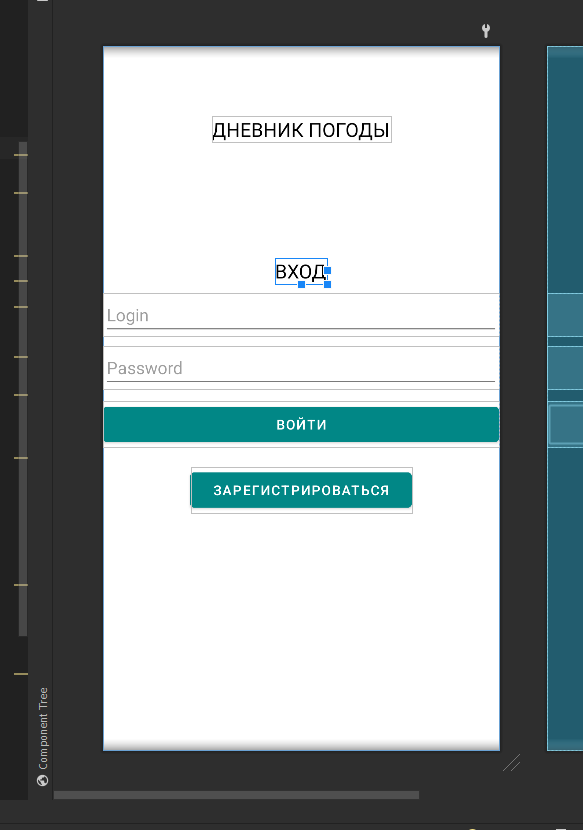 ДНЕВНИК ПОГОДЫ
ВХОД
Login
Password
ВОЙТИ
ЗАРЕГИСТРИРОВАТЬСЯ
Component Tree